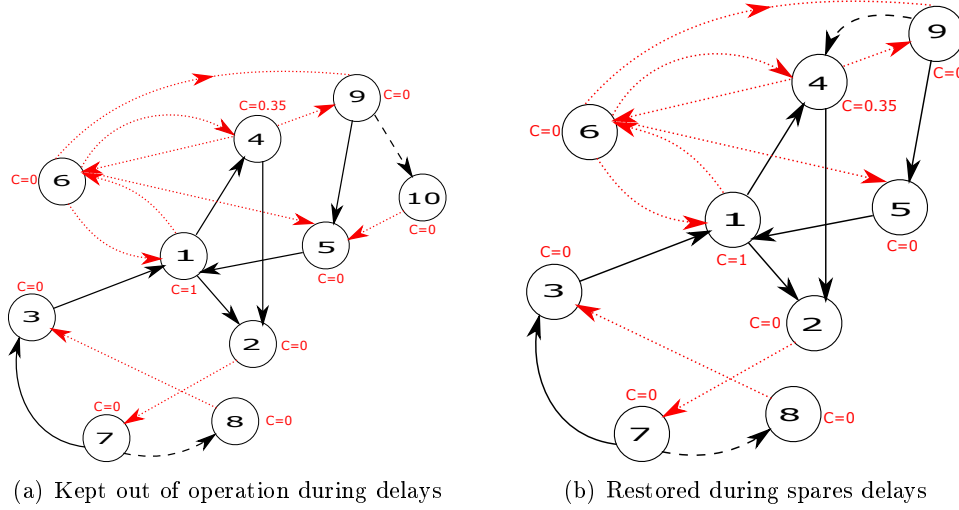 9
C=0
C=0.35
4
6
C=0
10
C=0
1
C=1
5
C=0
C=0
3
2
C=0
C=0
7
8
C=0
(a) Kept out of operation during delays
9
C=0
4
C=0.35
6
C=0
5
C=0
1
C=1
C=0
3
C=0
2
C=0
7
8
C=0
(b) Restored during spares delays